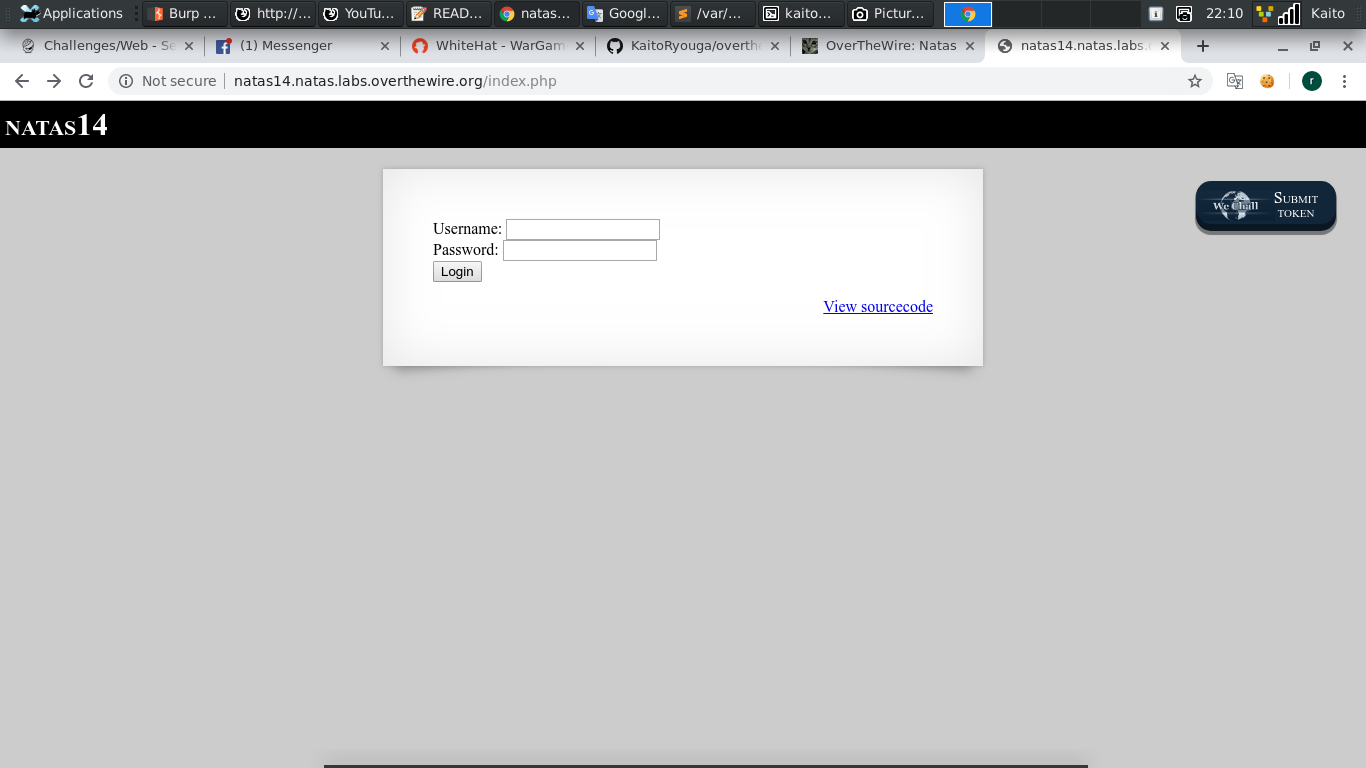 Applications Burp ... http://... YouTu... READ... natas... Googl... /var/... kaito... Pictur... 22:10 Kaito
Challenges/Web - Se (1) Messenger WhiteHat - WarGam KaitoRyouga/overthe OverTheWire: Natas natas14.natas.labs.
Not secure natas14.natas.labs.overthewire.org/index.php r
NATAS14
We Chall SUBMIT TOKEN
Username:
Password:
Login
View sourcecode